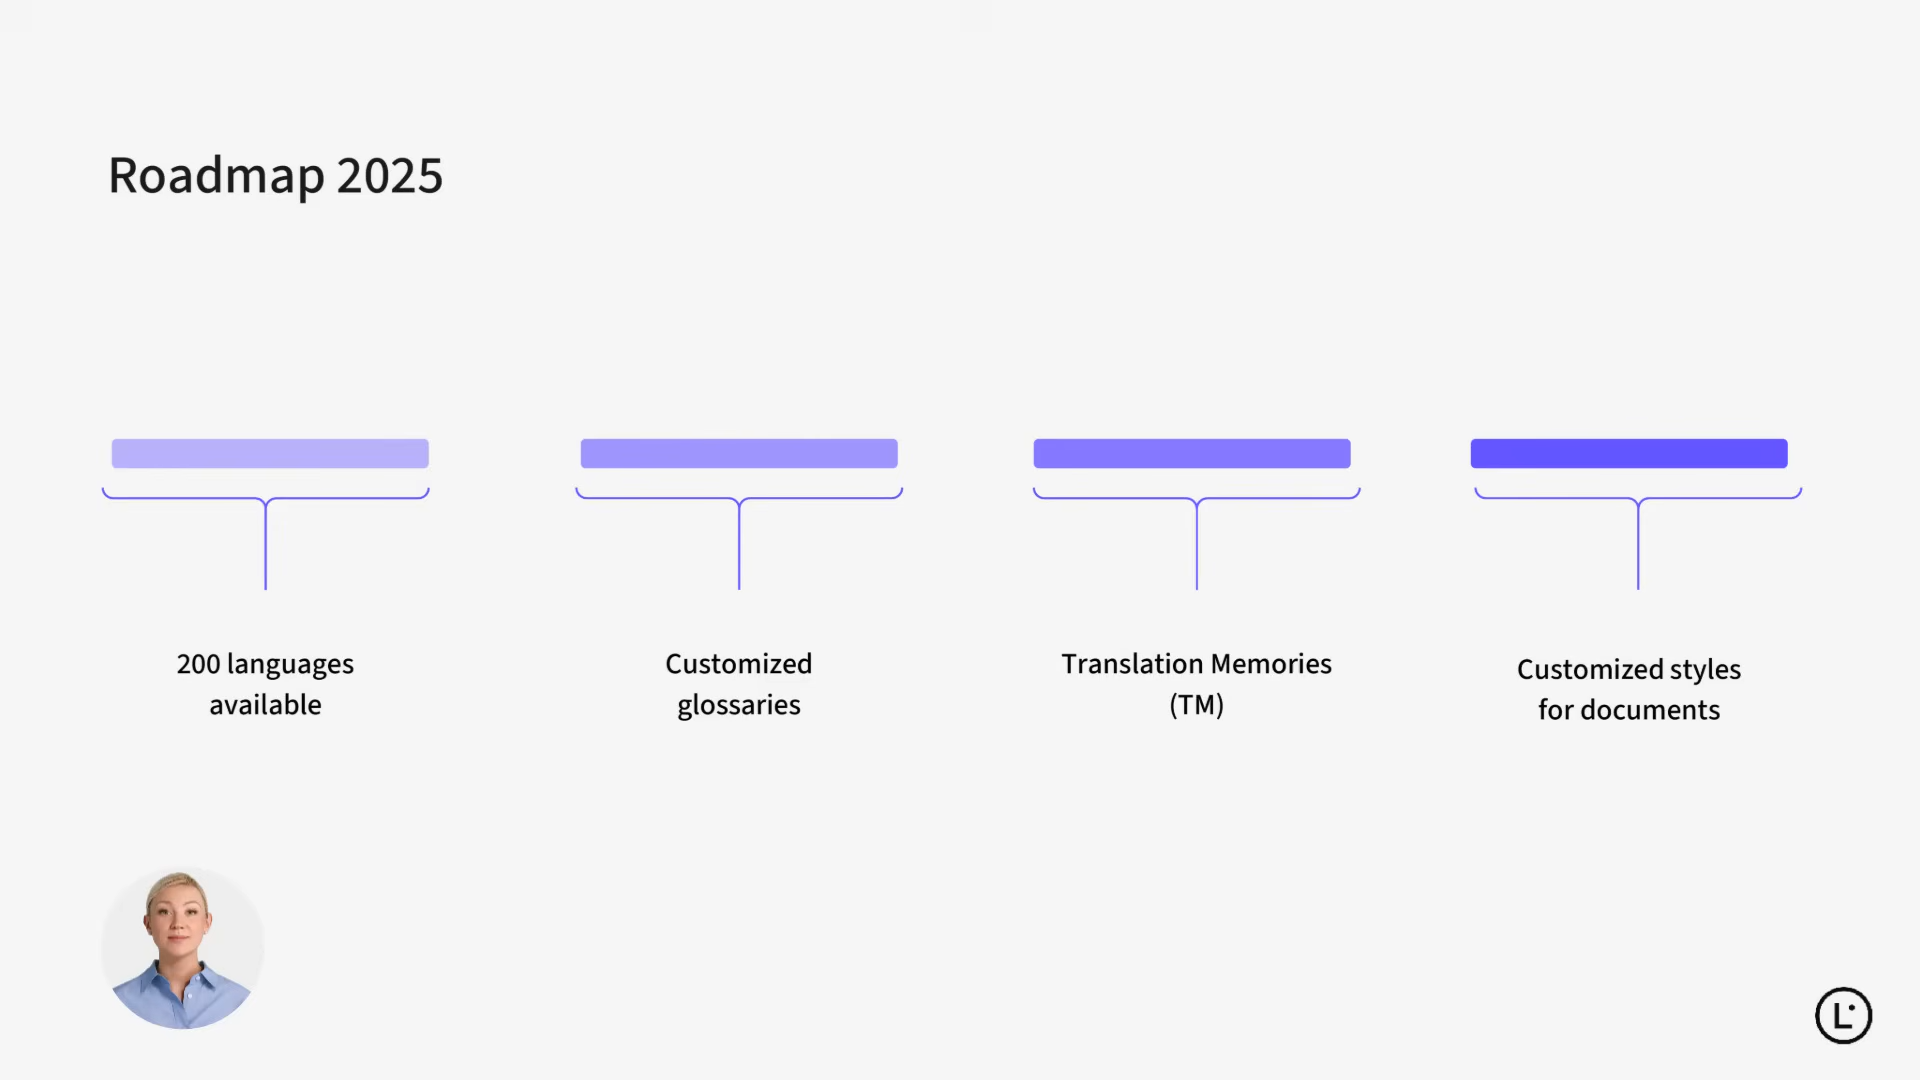 Roadmap 2025
200 languages
available
Customized
glossaries
Translation Memories
(TM)
Customized styles
for documents
L